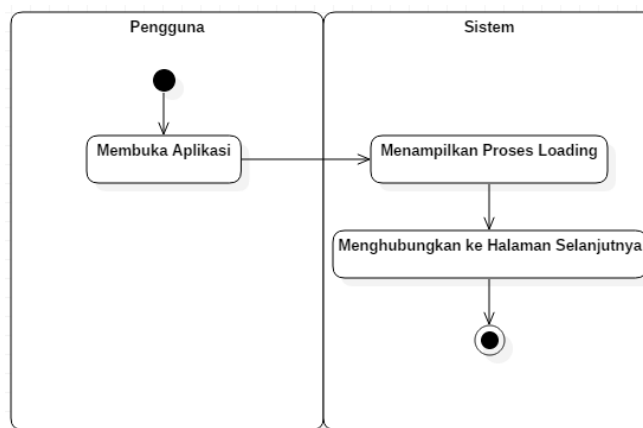 Pengguna
Sistem
Membuka Aplikasi
Menampilkan Proses Loading
Menghubungkan ke Halaman Selanjutnya